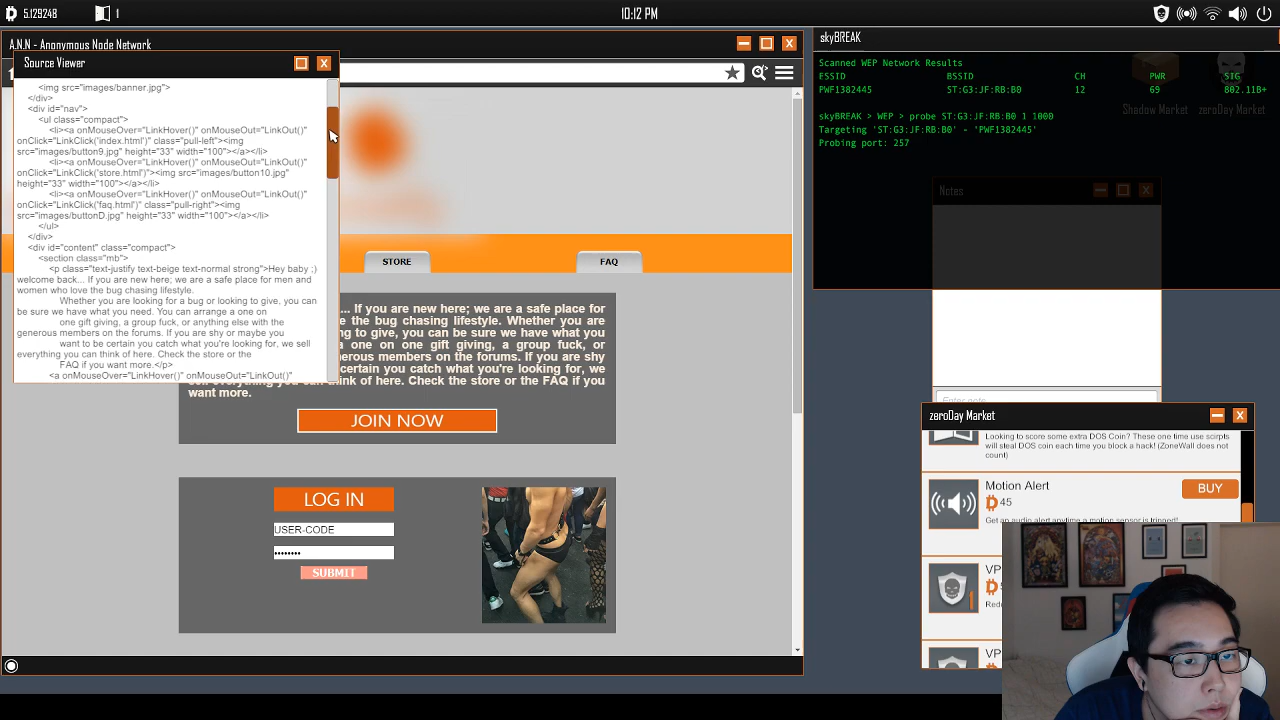 5.129248
1
10:12 PM
A.N.N - Anonymous Node Network
Source Viewer
<img src="images/banner.jpg">
</div>
<div id="nav">
<ul class="compact">
<li><a onMouseOver="LinkHover()" onMouseOut="LinkOut()"
onClick="LinkClick('index.html')" class="pull-left"><img
src="images/button9.jpg" height="33" width="100"></a></li>
<li><a onMouseOver="LinkHover()" onMouseOut="LinkOut()"
onClick="LinkClick('store.html')"><img src="images/button10.jpg"
height="33" width="100"></a></li>
<li><a onMouseOver="LinkHover()" onMouseOut="LinkOut()"
onClick="LinkClick('faq.html')" class="pull-right"><img
src="images/buttonD.jpg" height="33" width="100"></a></li>
</ul>
</div>
<div id="content" class="compact">
<section class="mb">
<p class="text-justify text-beige text-normal strong">Hey baby ;)
welcome back... If you are new here; we are a safe place for men and
women who love the bug chasing lifestyle.
Whether you are looking for a bug or looking to give, you can
be sure we have what you need. You can arrange a one on
one gift giving, a group fuck, or anything else with the
generous members on the forums. If you are shy or maybe you
want to be certain you catch what you're looking for, we sell
everything you can think of here. Check the store or the
FAQ if you want more.</p>
<a onMouseOver="LinkHover()" onMouseOut="LinkOut()"
STORE
FAQ
... If you are new here; we are a safe place for
the bug chasing lifestyle. Whether you are
to give, you can be sure we have what you
one on one gift giving, a group fuck, or
nerous members on the forums. If you are shy
certain you catch what you're looking for, we
sell everything you can think of here. Check the store or the FAQ if you
want more.
JOIN NOW
LOG IN
USER-CODE
••••••••
SUBMIT
skyBREAK
Scanned WEP Network Results
ESSID BSSID CH PWR SIG
PWF1382445 ST:G3:JF:RB:B0 12 69 802.11B+
skyBREAK > WEP > probe ST:G3:JF:RB:B0 1 1000
Targeting 'ST:G3:JF:RB:B0' - 'PWF1382445'
Probing port: 257
Shadow Market
zeroDay Market
Notes
Enter note
zeroDay Market
Looking to score some extra DOS Coin? These one time use scirpts
will steal DOS coin each time you block a hack! (ZoneWall does not
count)
Motion Alert
45
BUY
Get an audio alert anytime a motion sensor is tripped!
VP
1
Red
VP